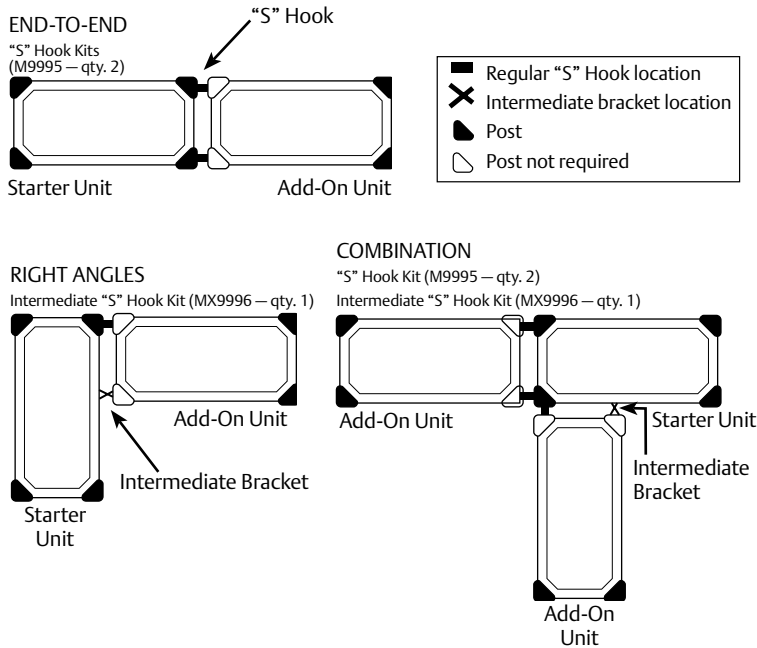 END-TO-END
“S” Hook Kits
(M9995 — qty. 2)
“S” Hook
Starter Unit
Add-On Unit
Regular “S” Hook location
Intermediate bracket location
Post
Post not required
RIGHT ANGLES
Intermediate “S” Hook Kit (MX9996 — qty. 1)
Add-On Unit
Intermediate Bracket
Starter
Unit
COMBINATION
“S” Hook Kit (M9995 — qty. 2)
Intermediate “S” Hook Kit (MX9996 — qty. 1)
Add-On Unit
Starter Unit
Intermediate
Bracket
Add-On
Unit